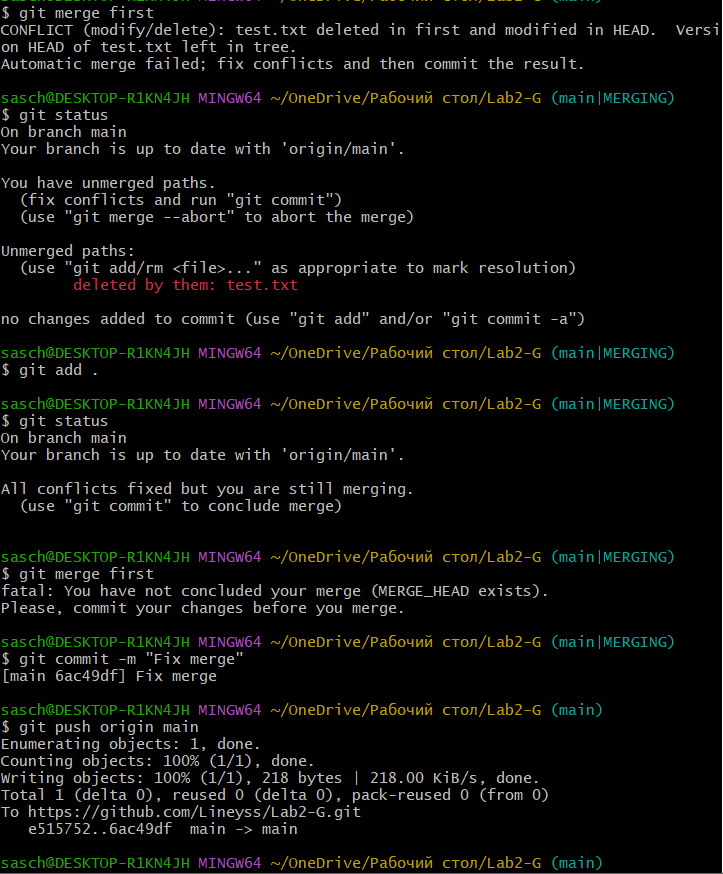 sasch@DESKTOP-R1KN4JH MINGW64 ~/OneDrive/Рабочий стол/Lab2-G (main)
$ git merge first
CONFLICT (modify/delete): test.txt deleted in first and modified in HEAD.  Versi
on HEAD of test.txt left in tree.
Automatic merge failed; fix conflicts and then commit the result.

sasch@DESKTOP-R1KN4JH MINGW64 ~/OneDrive/Рабочий стол/Lab2-G (main|MERGING)
$ git status
On branch main
Your branch is up to date with 'origin/main'.

You have unmerged paths.
  (fix conflicts and run "git commit")
  (use "git merge --abort" to abort the merge)

Unmerged paths:
  (use "git add/rm <file>..." as appropriate to mark resolution)
        deleted by them: test.txt

no changes added to commit (use "git add" and/or "git commit -a")

sasch@DESKTOP-R1KN4JH MINGW64 ~/OneDrive/Рабочий стол/Lab2-G (main|MERGING)
$ git add .

sasch@DESKTOP-R1KN4JH MINGW64 ~/OneDrive/Рабочий стол/Lab2-G (main|MERGING)
$ git status
On branch main
Your branch is up to date with 'origin/main'.

All conflicts fixed but you are still merging.
  (use "git commit" to conclude merge)

sasch@DESKTOP-R1KN4JH MINGW64 ~/OneDrive/Рабочий стол/Lab2-G (main|MERGING)
$ git merge first
fatal: You have not concluded your merge (MERGE_HEAD exists).
Please, commit your changes before you merge.

sasch@DESKTOP-R1KN4JH MINGW64 ~/OneDrive/Рабочий стол/Lab2-G (main|MERGING)
$ git commit -m "Fix merge"
[main 6ac49df] Fix merge

sasch@DESKTOP-R1KN4JH MINGW64 ~/OneDrive/Рабочий стол/Lab2-G (main)
$ git push origin main
Enumerating objects: 1, done.
Counting objects: 100% (1/1), done.
Writing objects: 100% (1/1), 218 bytes | 218.00 KiB/s, done.
Total 1 (delta 0), reused 0 (delta 0), pack-reused 0 (from 0)
To https://github.com/Lineyss/Lab2-G.git
   e515752..6ac49df  main -> main

sasch@DESKTOP-R1KN4JH MINGW64 ~/OneDrive/Рабочий стол/Lab2-G (main)